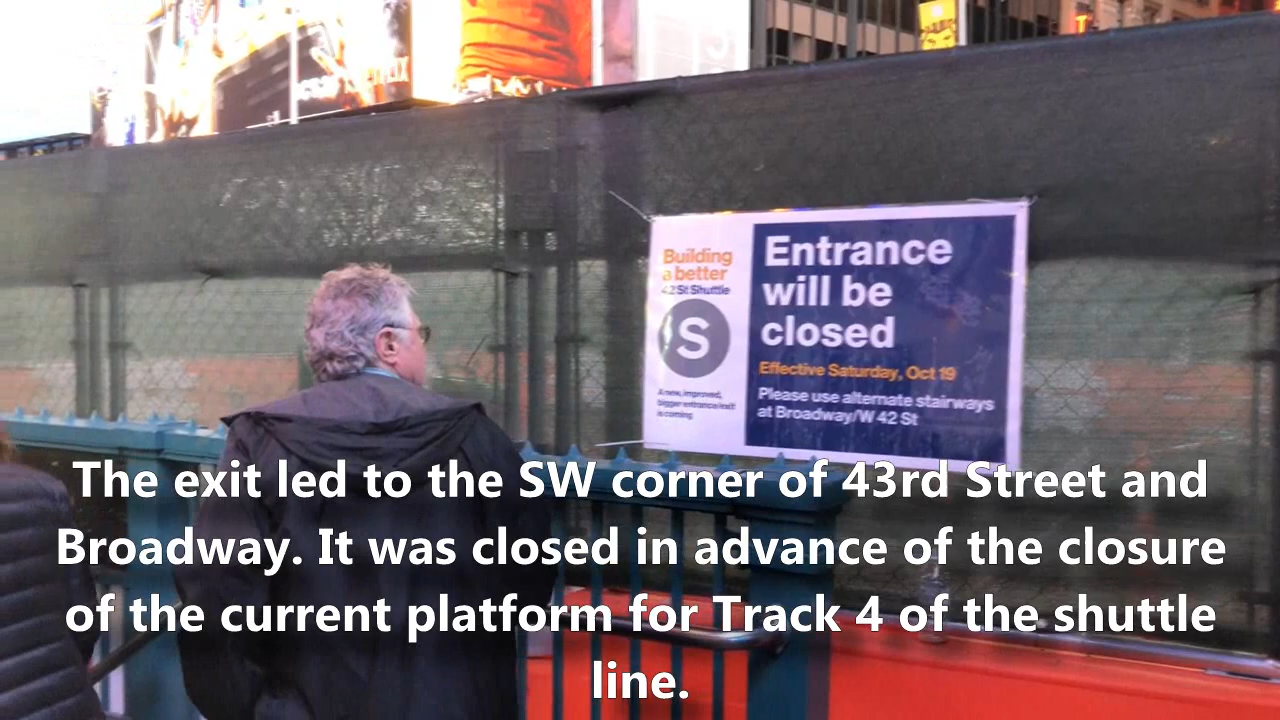 NETFLIX
Building
a better
42 St Shuttle
S
A new, improved,
bigger entrance/exit
is coming
Entrance
will be
closed
Effective Saturday, Oct 19
Please use alternate stairways
at Broadway/W 42 St
The exit led to the SW corner of 43rd Street and
Broadway. It was closed in advance of the closure
of the current platform for Track 4 of the shuttle
line.